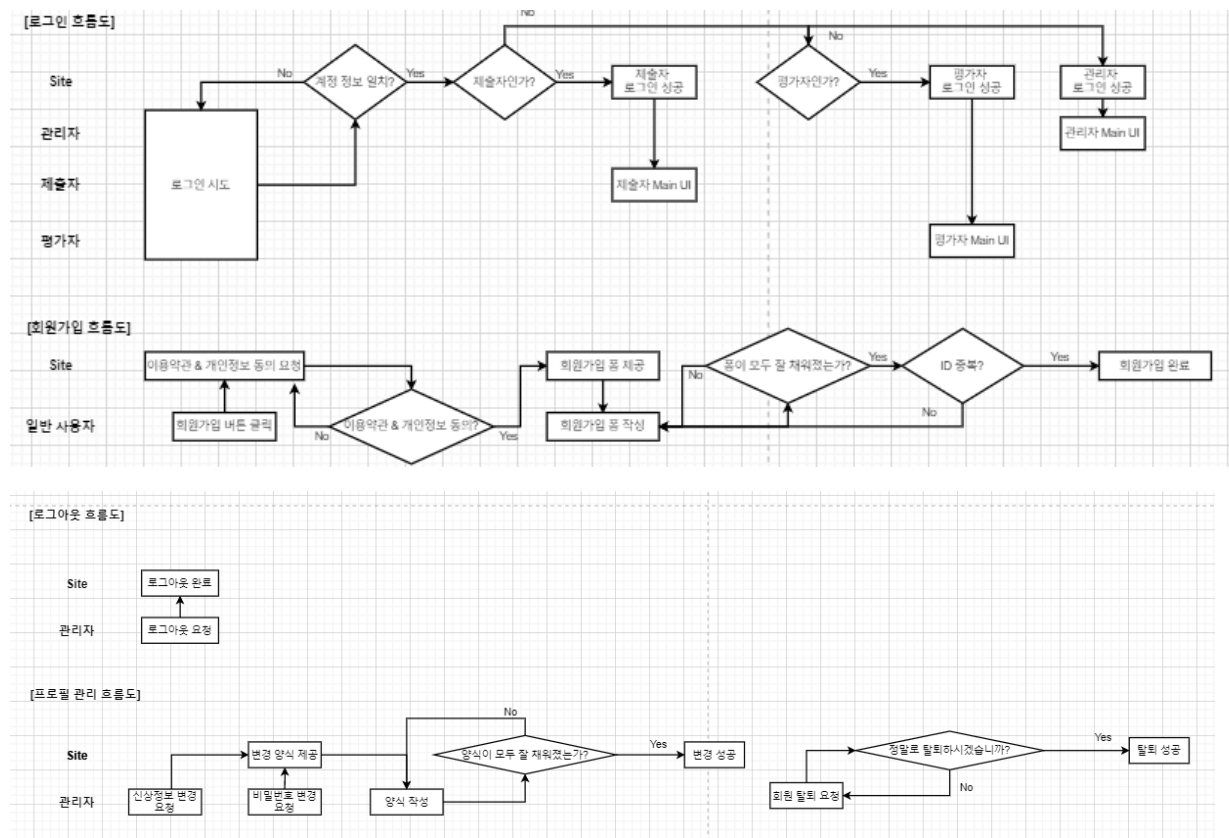 [로그인 흐름도]
No
No
Site
No
계정 정보 일치?
Yes
제출자인가?
Yes
제출자
로그인 성공
평가자인가?
Yes
평가자
로그인 성공
관리자
로그인 성공
관리자
관리자 Main UI
제출자
로그인 시도
제출자 Main UI
평가자
평가자 Main UI
[회원가입 흐름도]
Site
이용약관 & 개인정보 동의 요청
회원가입 폼 제공
No
폼이 모두 잘 채워졌는가?
Yes
ID 중복?
Yes
회원가입 완료
일반 사용자
회원가입 버튼 클릭
No
이용약관 & 개인정보 동의?
Yes
회원가입 폼 작성
No
[로그아웃 흐름도]
Site
로그아웃 완료
관리자
로그아웃 요청
[프로필 관리 흐름도]
No
Site
변경 양식 제공
양식이 모두 잘 채워졌는가?
Yes
변경 성공
정말로 탈퇴하시겠습니까?
Yes
탈퇴 성공
관리자
신상정보 변경
요청
비밀번호 변경
요청
양식 작성
회원 탈퇴 요청
No